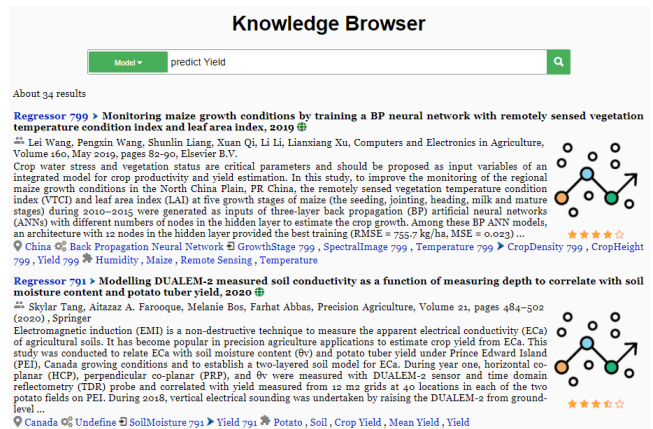 Knowledge Browser
Model predict Yield
About 34 results
Regressor 799 Monitoring maize growth conditions by training a BP neural network with remotely sensed vegetation
temperature condition index and leaf area index, 2019
Lei Wang, Pengxin Wang, Shunlin Liang, Xuan Qi, Li Li, Lianxiang Xu, Computers and Electronics in Agriculture,
Volume 160, May 2019, pages 82-90, Elsevier B.V.
Crop water stress and vegetation status are critical parameters and should be proposed as input variables of an
integrated model for crop productivity and yield estimation. In this study, to improve the monitoring of the regional
maize growth conditions in the North China Plain, PR China, the remotely sensed vegetation temperature condition
index (VTCI) and leaf area index (LAI) at five growth stages of maize (the seeding, jointing, heading, milk and mature
stages) during 2010–2015 were generated as inputs of three-layer back propagation (BP) artificial neural networks
(ANNs) with different numbers of nodes in the hidden layer to estimate the crop growth. Among these BP ANN models,
an architecture with 12 nodes in the hidden layer provided the best training (RMSE = 755.7 kg/ha, MSE = 0.023) ...
China Back Propagation Neural Network GrowthStage 799 , SpectralImage 799 , Temperature 799 CropDensity 799 , CropHeight
799 , Yield 799 Humidity , Maize , Remote Sensing , Temperature
Regressor 791 Modelling DUALEM-2 measured soil conductivity as a function of measuring depth to correlate with soil
moisture content and potato tuber yield, 2020
Skylar Tang, Aitazaz A. Farooque, Melanie Bos, Farhat Abbas, Precision Agriculture, Volume 21, pages 484–502
(2020) , Springer
Electromagnetic induction (EMI) is a non-destructive technique to measure the apparent electrical conductivity (ECa)
of agricultural soils. It has become popular in precision agriculture applications to estimate crop yield from ECa. This
study was conducted to relate ECa with soil moisture content (θv) and potato tuber yield under Prince Edward Island
(PEI), Canada growing conditions and to establish a two-layered soil model for ECa. During year one, horizontal co-
planar (HCP), perpendicular co-planar (PRP), and θv were measured with DUALEM-2 sensor and time domain
reflectometry (TDR) probe and correlated with yield measured from 12 m2 grids at 40 locations in each of the two
potato fields on PEI. During 2018, vertical electrical sounding was undertaken by raising the DUALEM-2 from ground-
level ...
Canada Undefine SoilMoisture 791 Yield 791 Potato , Soil , Crop Yield , Mean Yield , Yield